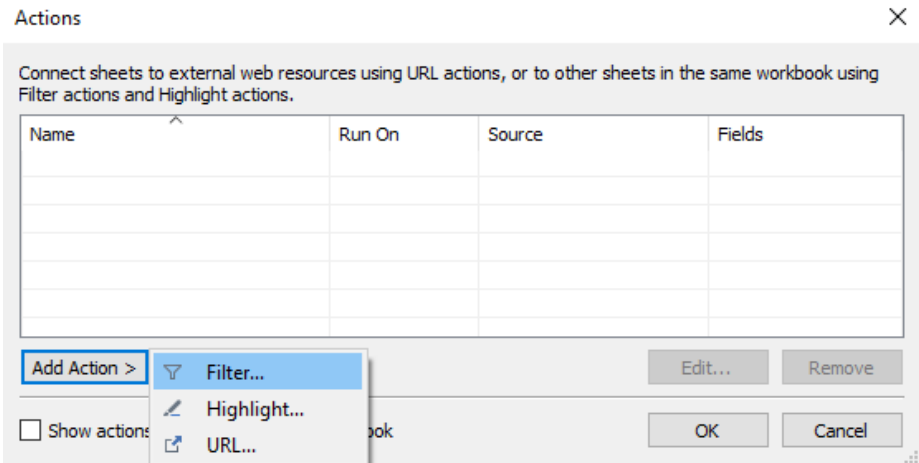 Actions
Connect sheets to external web resources using URL actions, or to other sheets in the same workbook using
Filter actions and Highlight actions.
Name Run On Source Fields
Add Action > Filter... Edit... Remove
Highlight...
Show actions OK Cancel
URL...